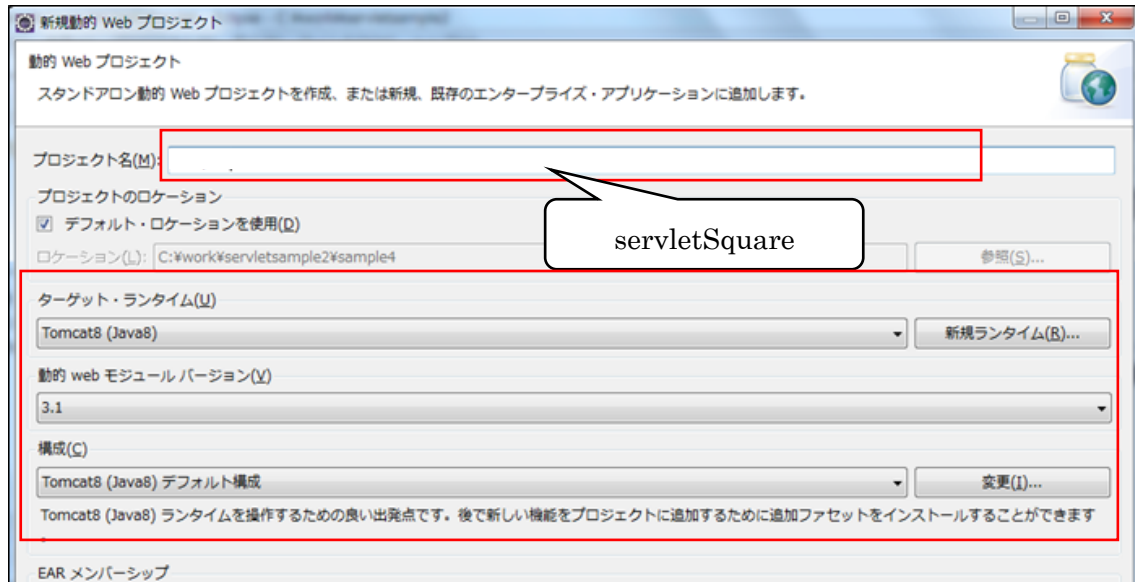 新規動的 Web プロジェクト
動的 Web プロジェクト
スタンドアロン動的 Web プロジェクトを作成、または新規、既存のエンタープライズ・アプリケーションに追加します。
プロジェクト名(M):
プロジェクトのロケーション
デフォルト・ロケーションを使用(D)
servletSquare
ロケーション(L): C:¥work¥servletsample2¥sample4 参照(S)...
ターゲット・ランタイム(U)
Tomcat8 (Java8) 新規ランタイム(R)...
動的 web モジュール バージョン(V)
3.1
構成(C)
Tomcat8 (Java8) デフォルト構成 変更(I)...
Tomcat8 (Java8) ランタイムを操作するための良い出発点です。後で新しい機能をプロジェクトに追加するために追加ファセットをインストールすることができます
。
EAR メンバーシップ